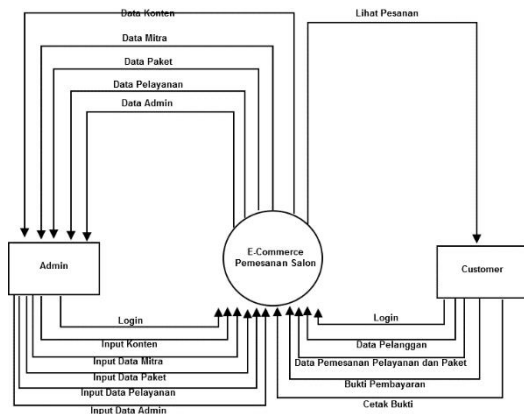 Data Konten
Lihat Pesanan
Data Mitra
Data Paket
Data Pelayanan
Data Admin
E-Commerce
Pemesanan Salon
Admin
Customer
Login
Login
Input Konten
Data Pelanggan
Input Data Mitra
Data Pemesanan Pelayanan dan Paket
Input Data Paket
Bukti Pembayaran
Input Data Pelayanan
Cetak Bukti
Input Data Admin